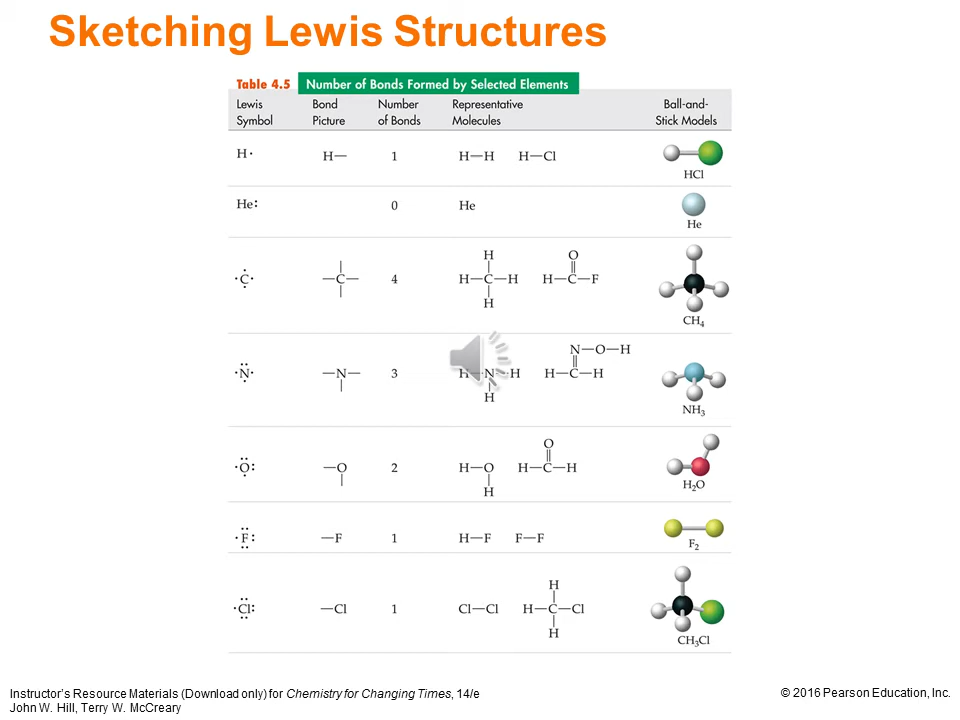 Sketching Lewis Structures
Table 4.5 Number of Bonds Formed by Selected Elements
Lewis Symbol Bond Picture Number of Bonds Representative Molecules Ball-and-Stick Models
H· H— 1 H—H H—Cl
HCl
He: 0 He
He
H O
·C· —C— 4 H—C—H H—C—F
H
CH₄
N—O—H
·N· —N— 3 H—N—H H—C—H
H
NH₃
O
·O: —O 2 H—O H—C—H
H
H₂O
·F: —F 1 H—F F—F
F₂
H
·Cl: —Cl 1 Cl—Cl H—C—Cl
H
CH₃Cl
Instructor's Resource Materials (Download only) for Chemistry for Changing Times, 14/e
John W. Hill, Terry W. McCreary
© 2016 Pearson Education, Inc.